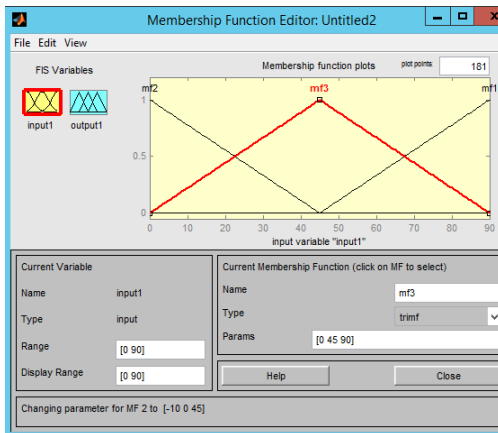 Membership Function Editor: Untitled2
File Edit View
FIS Variables
input1 output1
Membership function plots
plot points:
181
mf2 mf3 mf1
1
0.5
0
0 10 20 30 40 50 60 70 80 90
input variable "input1"
Current Variable
Name input1
Type input
Range [0 90]
Display Range [0 90]
Current Membership Function (click on MF to select)
Name mf3
Type trimf
Params [0 45 90]
Help Close
Changing parameter for MF 2 to [-10 0 45]